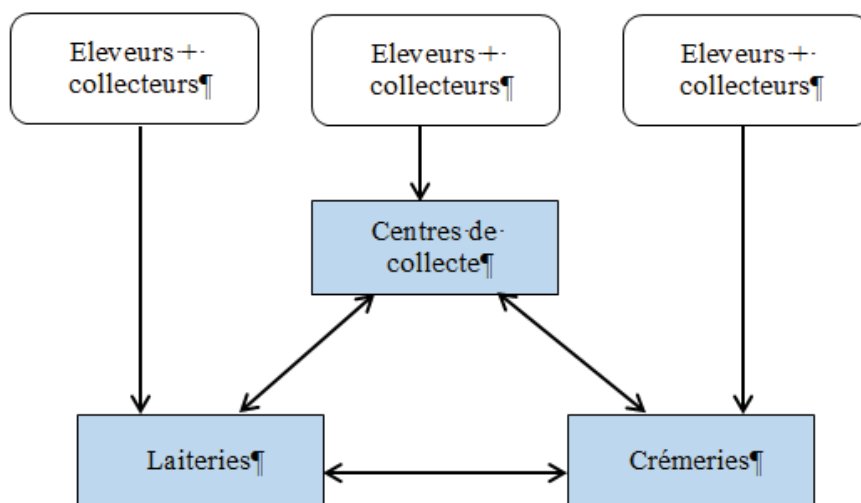 Eleveurs·+·
collecteurs¶
Eleveurs·+·
collecteurs¶
Eleveurs·+·
collecteurs¶
Centres·de·
collecte¶
Laiteries¶
Crémeries¶